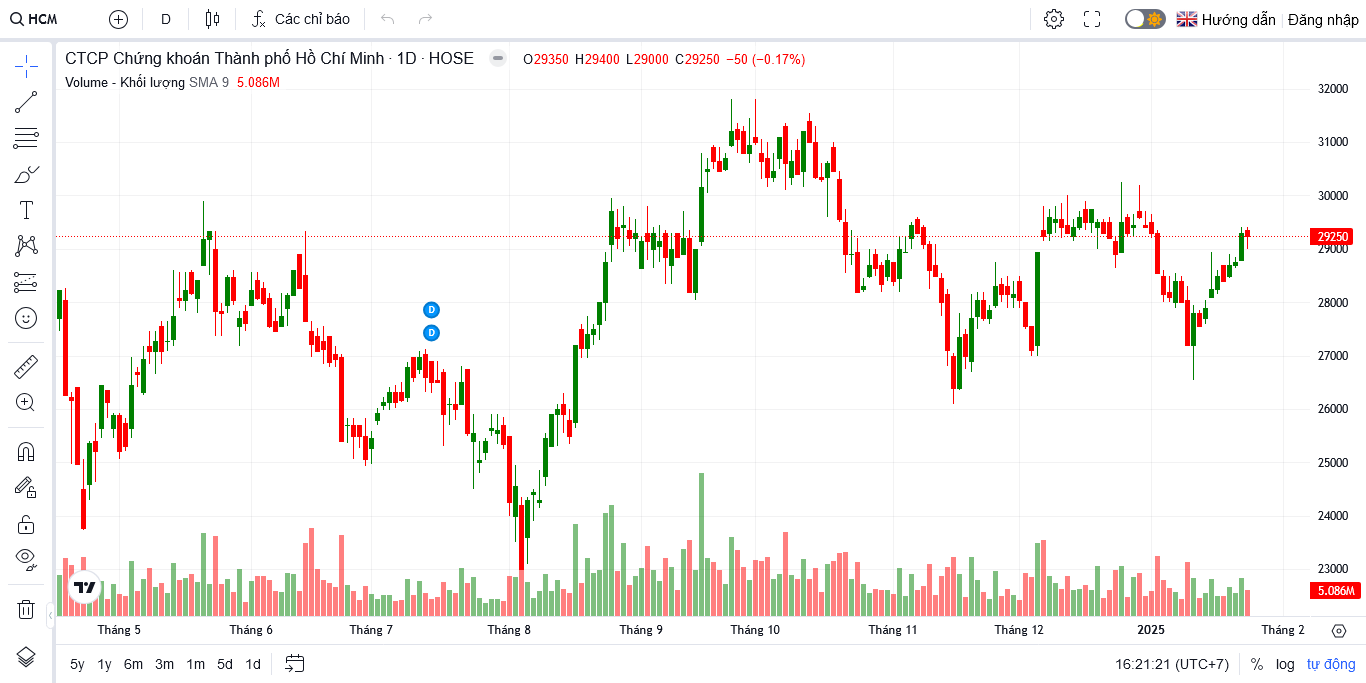 HCM D Các chỉ báo Hướng dẫn Đăng nhập
CTCP Chứng khoán Thành phố Hồ Chí Minh · 1D · HOSE O29350 H29400 L29000 C29250 −50 (−0.17%)
Volume - Khối lượng SMA 9 5.086M
32000
31000
30000
29250
29000
28000
D
D
27000
26000
25000
24000
23000
5.086M
Tháng 5 Tháng 6 Tháng 7 Tháng 8 Tháng 9 Tháng 10 Tháng 11 Tháng 12 2025 Tháng 2
5y 1y 6m 3m 1m 5d 1d 16:21:21 (UTC+7) % log tự động